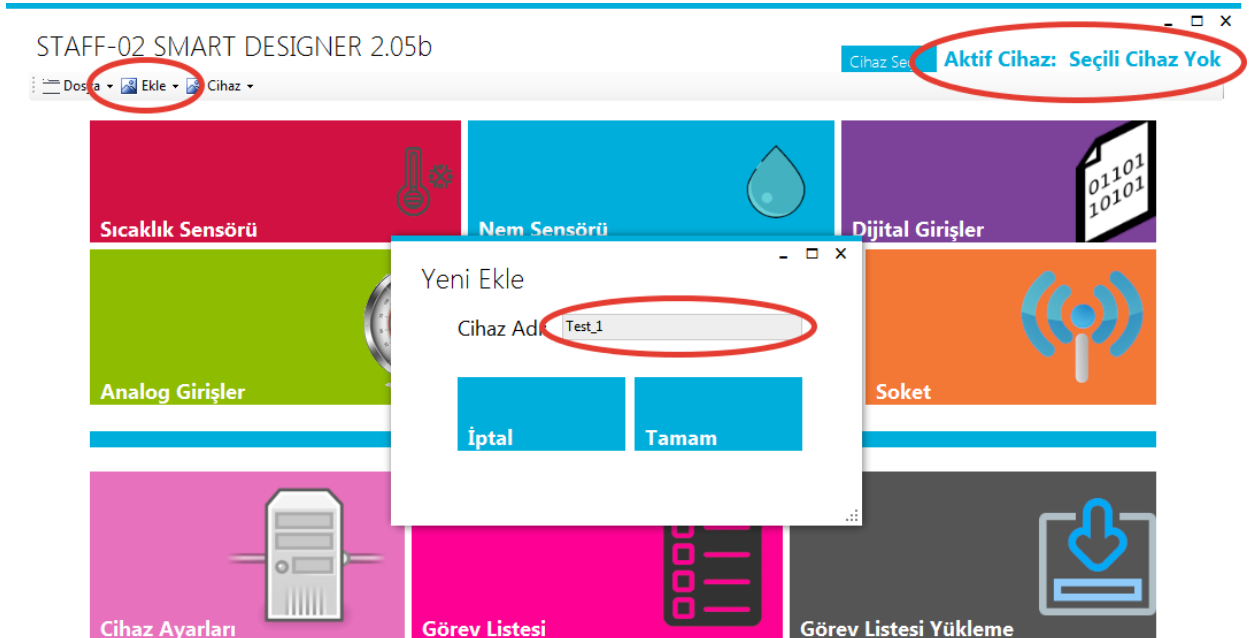 STAFF-02 SMART DESIGNER 2.05b
Aktif Cihaz: Seçili Cihaz Yok
Cihaz Seç
Dosya Ekle Cihaz
Sıcaklık Sensörü
Nem Sensörü
Dijital Girişler
01101
10101
Yeni Ekle
Cihaz Adı:
Test_1
Analog Girişler
Soket
İptal
Tamam
Cihaz Ayarları
Görev Listesi
Görev Listesi Yükleme